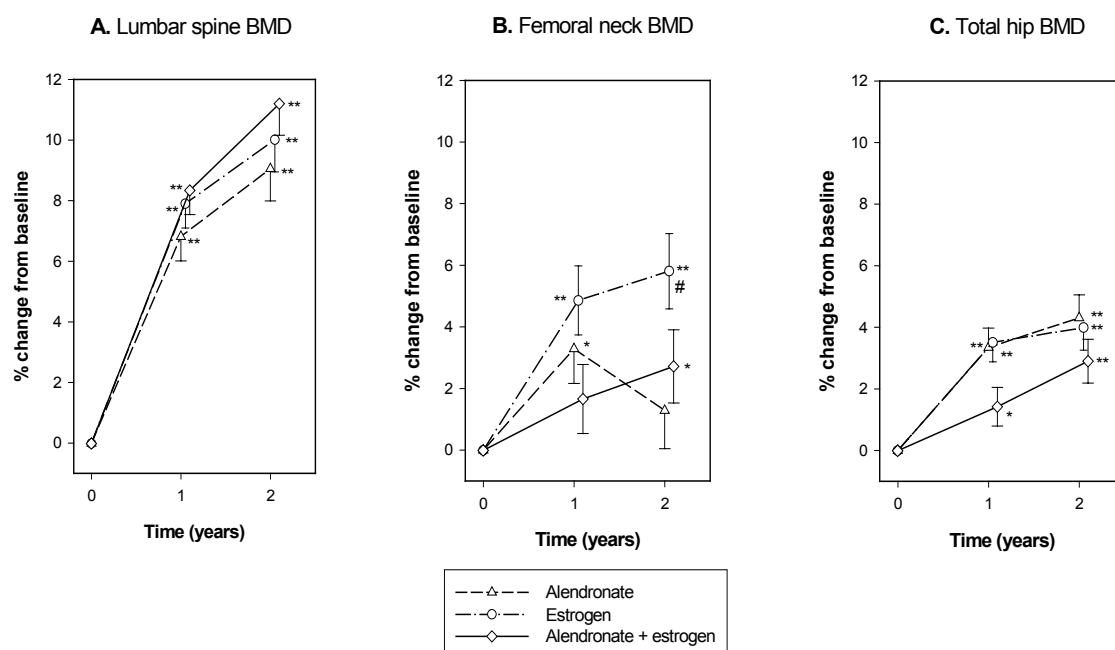 A. Lumbar spine BMD
% change from baseline
12
10
8
6
4
2
0
**
**
**
**
**
**
0 1 2
Time (years)
B. Femoral neck BMD
% change from baseline
12
10
8
6
4
2
0
**
*
**
#
*
0 1 2
Time (years)
C. Total hip BMD
% change from baseline
12
10
8
6
4
2
0
**
**
*
**
**
**
0 1 2
Time (years)
Alendronate
Estrogen
Alendronate + estrogen